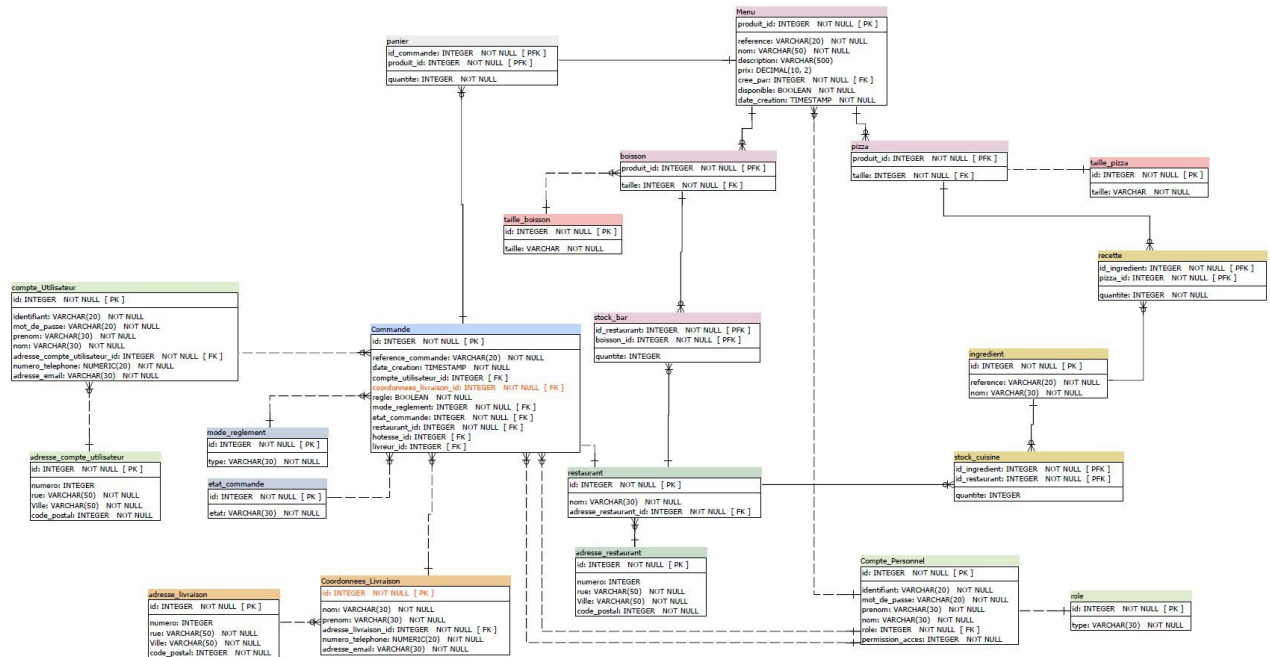 Menu
produit_id: INTEGER NOT NULL [ PK ]
reference: VARCHAR(20) NOT NULL
nom: VARCHAR(50) NOT NULL
description: VARCHAR(500)
prix: DECIMAL(10, 2)
cree_par: INTEGER NOT NULL [ FK ]
disponible: BOOLEAN NOT NULL
date_creation: TIMESTAMP NOT NULL
panier
id_commande: INTEGER NOT NULL [ PFK ]
produit_id: INTEGER NOT NULL [ PFK ]
quantite: INTEGER NOT NULL
boisson
produit_id: INTEGER NOT NULL [ PFK ]
taille: INTEGER NOT NULL [ FK ]
pizza
produit_id: INTEGER NOT NULL [ PFK ]
taille: INTEGER NOT NULL [ FK ]
taille_pizza
id: INTEGER NOT NULL [ PK ]
taille: VARCHAR NOT NULL
taille_boisson
id: INTEGER NOT NULL [ PK ]
taille: VARCHAR NOT NULL
recette
id_ingredient: INTEGER NOT NULL [ PFK ]
pizza_id: INTEGER NOT NULL [ PFK ]
quantite: INTEGER NOT NULL
compte_Utilisateur
id: INTEGER NOT NULL [ PK ]
identifiant: VARCHAR(20) NOT NULL
mot_de_passe: VARCHAR(20) NOT NULL
prenom: VARCHAR(30) NOT NULL
nom: VARCHAR(30) NOT NULL
adresse_compte_utilisateur_id: INTEGER NOT NULL [ FK ]
numero_telephone: NUMERIC(20) NOT NULL
adresse_email: VARCHAR(30) NOT NULL
Commande
id: INTEGER NOT NULL [ PK ]
reference_commande: VARCHAR(20) NOT NULL
date_creation: TIMESTAMP NOT NULL
compte_utilisateur_id: INTEGER [ FK ]
coordonnees_livraison_id: INTEGER NOT NULL [ FK ]
regle: BOOLEAN NOT NULL
mode_reglement: INTEGER NOT NULL [ FK ]
etat_commande: INTEGER NOT NULL [ FK ]
restaurant_id: INTEGER NOT NULL [ FK ]
hotesse_id: INTEGER [ FK ]
livreur_id: INTEGER [ FK ]
stock_bar
id_restaurant: INTEGER NOT NULL [ PFK ]
boisson_id: INTEGER NOT NULL [ PFK ]
quantite: INTEGER
ingredient
id: INTEGER NOT NULL [ PK ]
reference: VARCHAR(20) NOT NULL
nom: VARCHAR(30) NOT NULL
mode_reglement
id: INTEGER NOT NULL [ PK ]
type: VARCHAR(30) NOT NULL
adresse_compte_utilisateur
id: INTEGER NOT NULL [ PK ]
numero: INTEGER
rue: VARCHAR(50) NOT NULL
Ville: VARCHAR(50) NOT NULL
code_postal: INTEGER NOT NULL
etat_commande
id: INTEGER NOT NULL [ PK ]
etat: VARCHAR(30) NOT NULL
restaurant
id: INTEGER NOT NULL [ PK ]
nom: VARCHAR(30) NOT NULL
adresse_restaurant_id: INTEGER NOT NULL [ FK ]
stock_cuisine
id_ingredient: INTEGER NOT NULL [ PFK ]
id_restaurant: INTEGER NOT NULL [ PFK ]
quantite: INTEGER
adresse_restaurant
id: INTEGER NOT NULL [ PK ]
numero: INTEGER
rue: VARCHAR(50) NOT NULL
Ville: VARCHAR(50) NOT NULL
code_postal: INTEGER NOT NULL
Compte_Personnel
id: INTEGER NOT NULL [ PK ]
identifiant: VARCHAR(20) NOT NULL
mot_de_passe: VARCHAR(20) NOT NULL
prenom: VARCHAR(30) NOT NULL
nom: VARCHAR(30) NOT NULL
role: INTEGER NOT NULL [ FK ]
permission_acces: INTEGER NOT NULL
role
id: INTEGER NOT NULL [ PK ]
type: VARCHAR(30) NOT NULL
Coordonnees_Livraison
id: INTEGER NOT NULL [ PK ]
nom: VARCHAR(30) NOT NULL
prenom: VARCHAR(30) NOT NULL
adresse_livraison_id: INTEGER NOT NULL [ FK ]
numero_telephone: NUMERIC(20) NOT NULL
adresse_email: VARCHAR(30) NOT NULL
adresse_livraison
id: INTEGER NOT NULL [ PK ]
numero: INTEGER
rue: VARCHAR(50) NOT NULL
Ville: VARCHAR(50) NOT NULL
code_postal: INTEGER NOT NULL